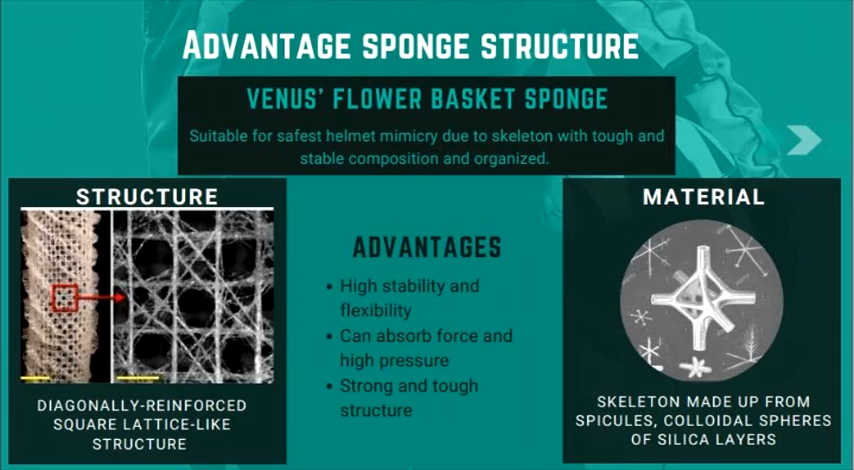 ADVANTAGE SPONGE STRUCTURE
VENUS' FLOWER BASKET SPONGE
Suitable for safest helmet mimicry due to skeleton with tough and
stable composition and organized.
STRUCTURE
DIAGONALLY-REINFORCED
SQUARE LATTICE-LIKE
STRUCTURE
ADVANTAGES
• High stability and
flexibility
• Can absorb force and
high pressure
• Strong and tough
structure
MATERIAL
SKELETON MADE UP FROM
SPICULES, COLLOIDAL SPHERES
OF SILICA LAYERS